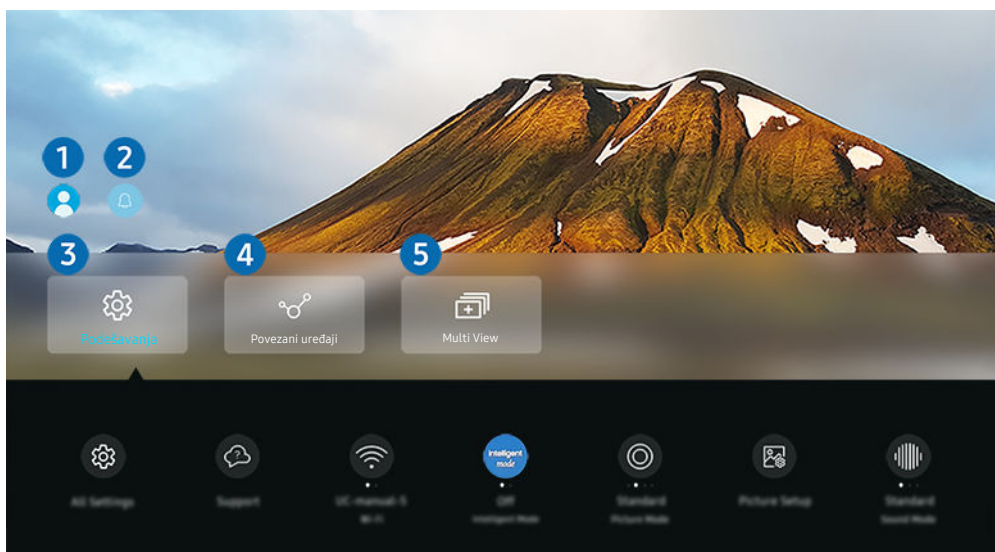 1 2
3 4 5
Podešavanja Povezani uređaji Multi View
intelligent
mode
All Settings Support UC-manual-5 Off Standard Picture Setup Standard
Wi-Fi Intelligent Mode Picture Mode Sound Mode